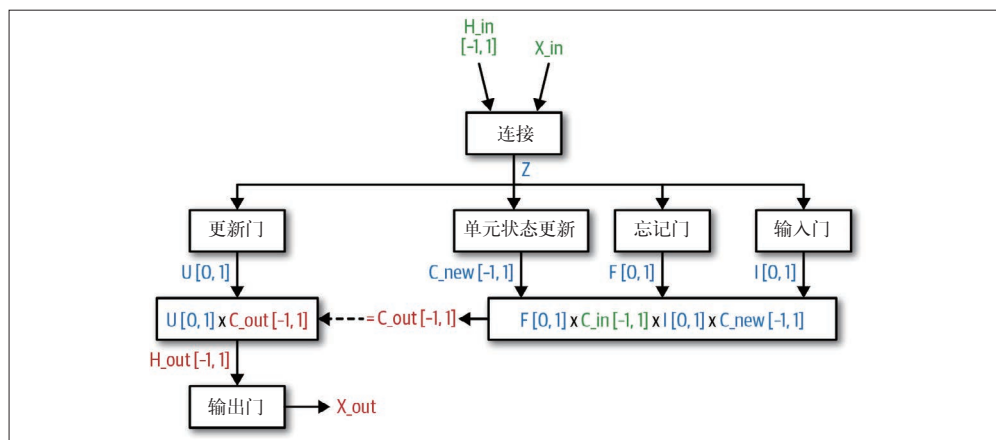 H_in
[-1, 1]
X_in
连接
Z
更新门
单元状态更新
忘记门
输入门
U [0, 1]
C_new [-1, 1]
F [0, 1]
I [0, 1]
U [0, 1] x C_out [-1, 1]
= C_out [-1, 1]
F [0, 1] x C_in [-1, 1] x I [0, 1] x C_new [-1, 1]
H_out [-1, 1]
输出门
X_out